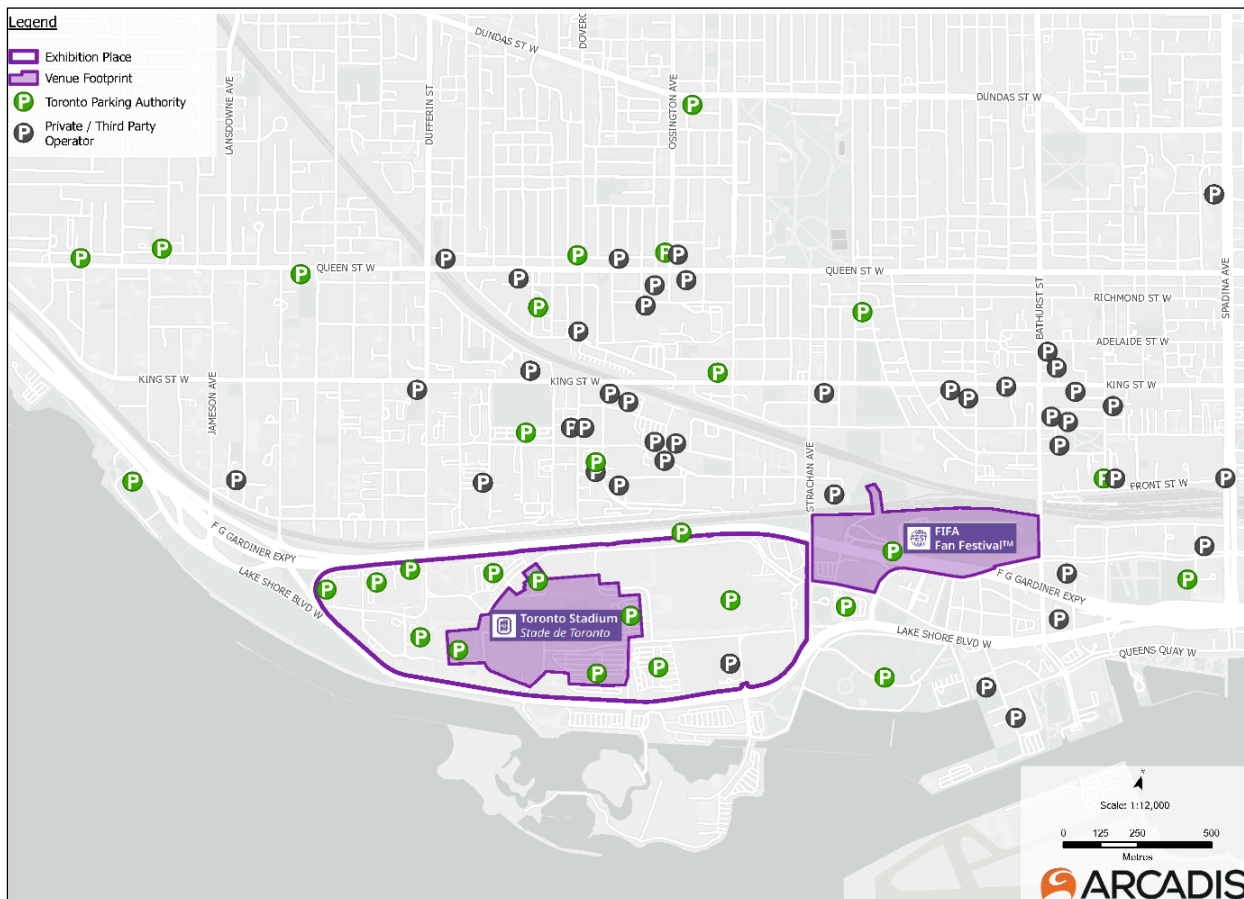 Legend
Exhibition Place
Venue Footprint
P Toronto Parking Authority
P Private / Third Party
Operator
DUNDAS ST W
LANSDOWNE AVE
DUFFERIN ST
OSSINGTON AVE
DUNDAS ST W
QUEEN ST W
QUEEN ST W
BATHURST ST
SPADINA AVE
RICHMOND ST W
ADELAIDE ST W
KING ST W
KING ST W
KING ST W
JAMESON AVE
STRACHAN AVE
FRONT ST W
F G GARDINER EXPY
FIFA
Fan Festival™
F G GARDINER EXPY
LAKE SHORE BLVD W
Toronto Stadium
Stade de Toronto
LAKE SHORE BLVD W
QUEENS QUAY W
Scale: 1:12,000
0 125 250 500
Metres
ARCADIS